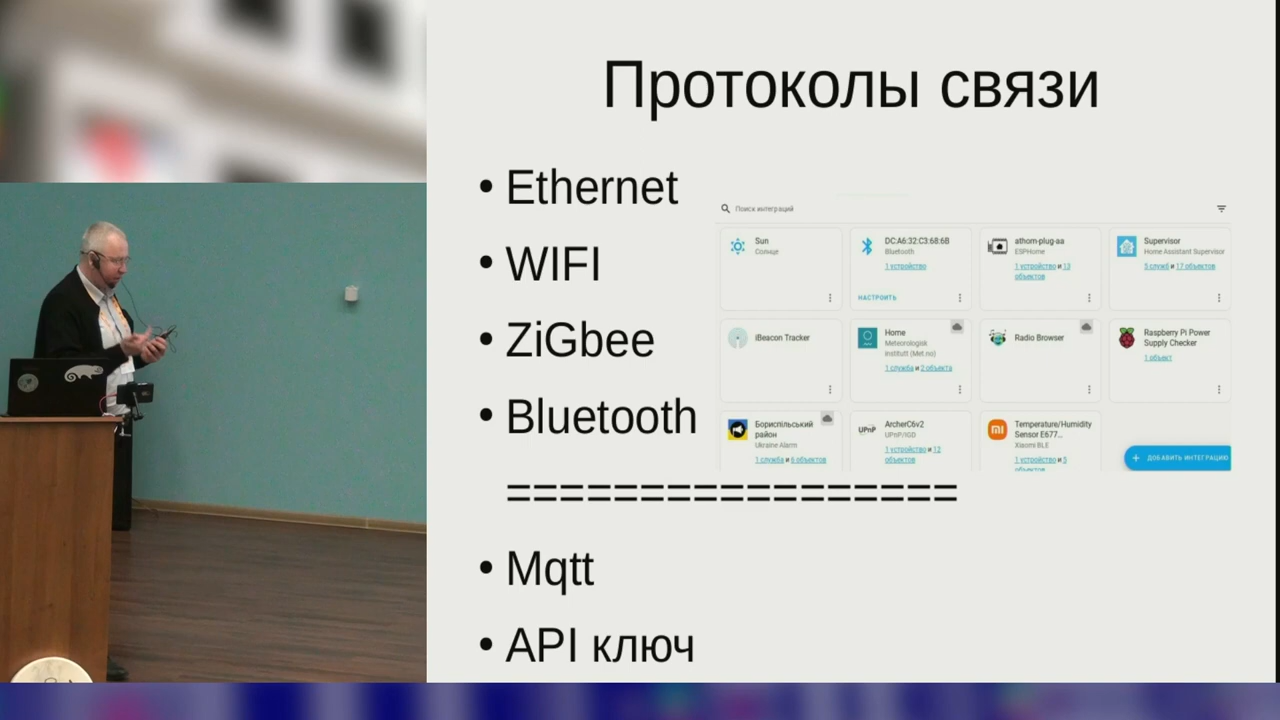 Протоколы связи
• Ethernet
• WIFI
• ZiGbee
• Bluetooth
=================
• Mqtt
• API ключ
Поиск интеграций
Sun
Солнце
DC:A6:32:C3:68:6B
Bluetooth
1 устройство
НАСТРОИТЬ
athom-plug-aa
ESPHome
1 устройство и 13
объектов
Supervisor
Home Assistant Supervisor
5 служб и 17 объектов
iBeacon Tracker
Home
Meteorologisk
institutt (Met.no)
1 служба и 2 объекта
Radio Browser
Raspberry Pi Power
Supply Checker
1 объект
Бориспільський
район
Ukraine Alarm
1 служба и 6 объектов
UPnP
ArcherC6v2
UPnP/IGD
1 устройство и 12
объектов
mi
Temperature/Humidity
Sensor E677...
Xiaomi BLE
1 устройство и 5
объектов
+ ДОБАВИТЬ ИНТЕГРАЦИЮ